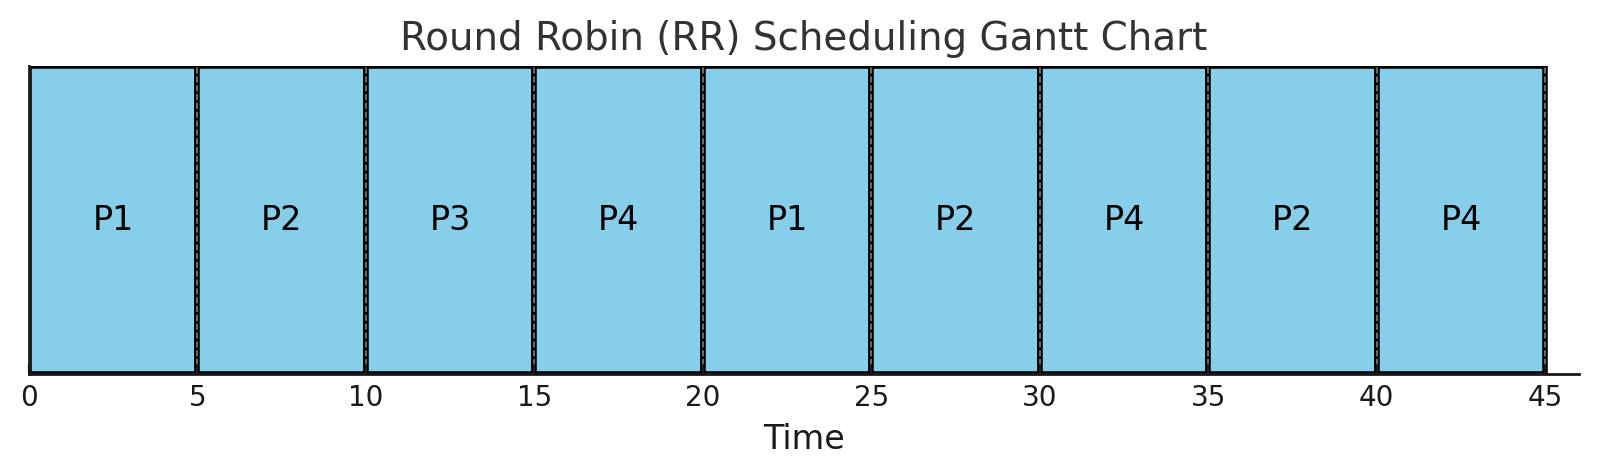 Round Robin (RR) Scheduling Gantt Chart
P1 P2 P3 P4 P1 P2 P4 P2 P4
0 5 10 15 20 25 30 35 40 45
Time